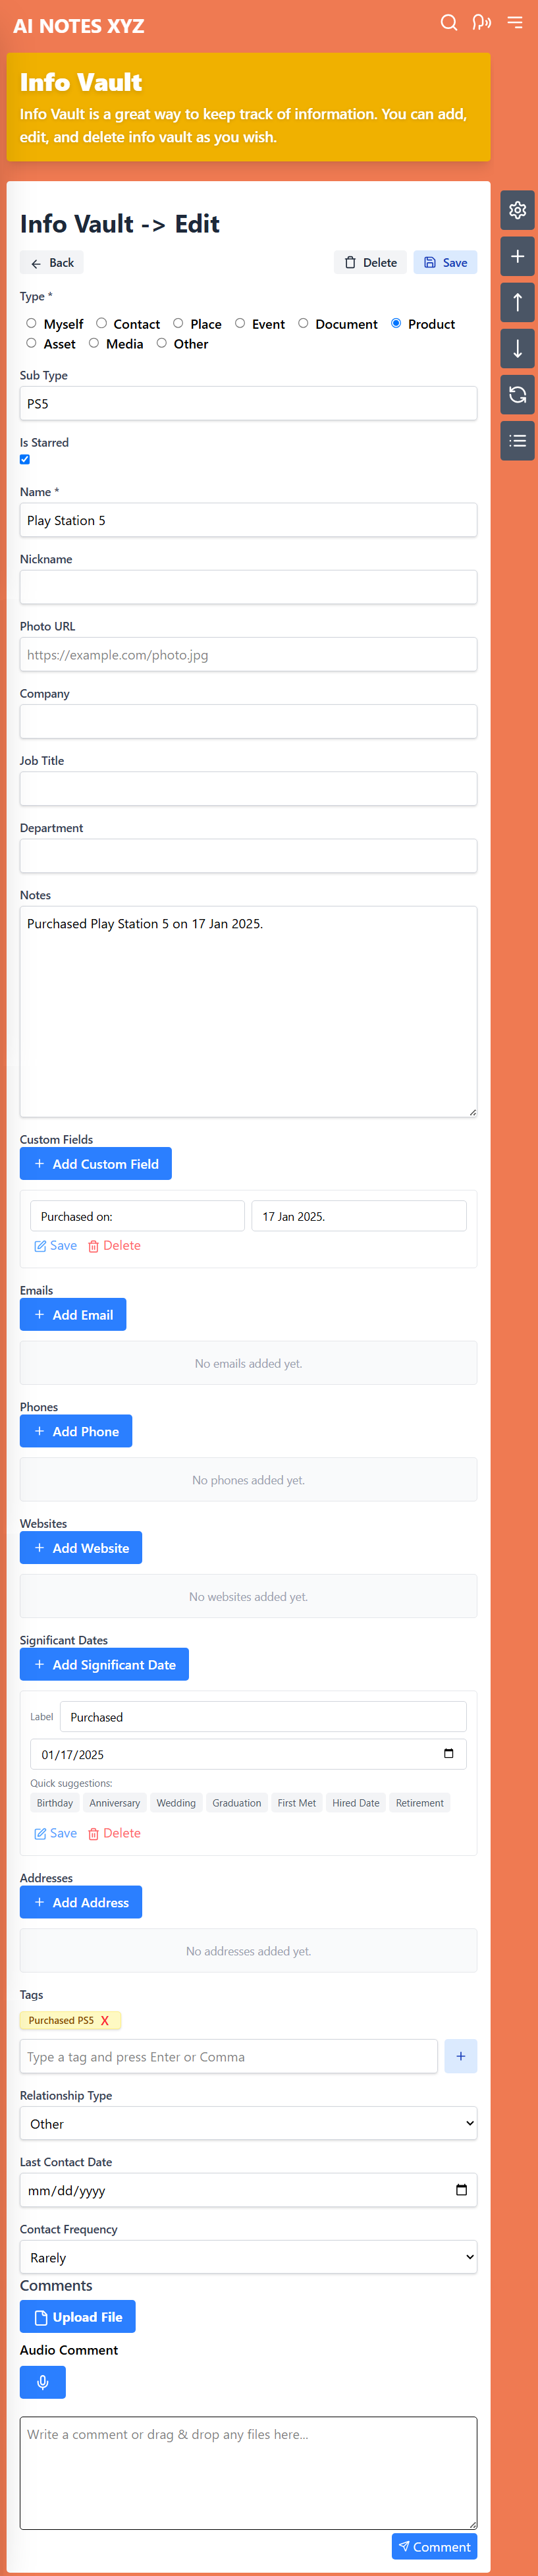 AI NOTES XYZ
Info Vault
Info Vault is a great way to keep track of information. You can add,
edit, and delete info vault as you wish.
Info Vault -> Edit
Back
Delete
Save
Type *
Myself Contact Place Event Document Product
Asset Media Other
Sub Type
PS5
Is Starred
Name *
Play Station 5
Nickname
Photo URL
https://example.com/photo.jpg
Company
Job Title
Department
Notes
Purchased Play Station 5 on 17 Jan 2025.
Custom Fields
+ Add Custom Field
Purchased on: 17 Jan 2025.
Save Delete
Emails
+ Add Email
No emails added yet.
Phones
+ Add Phone
No phones added yet.
Websites
+ Add Website
No websites added yet.
Significant Dates
+ Add Significant Date
Label Purchased
01/17/2025
Quick suggestions:
Birthday Anniversary Wedding Graduation First Met Hired Date Retirement
Save Delete
Addresses
+ Add Address
No addresses added yet.
Tags
Purchased PS5 X
Type a tag and press Enter or Comma
+
Relationship Type
Other
Last Contact Date
mm/dd/yyyy
Contact Frequency
Rarely
Comments
Upload File
Audio Comment
Write a comment or drag & drop any files here...
Comment